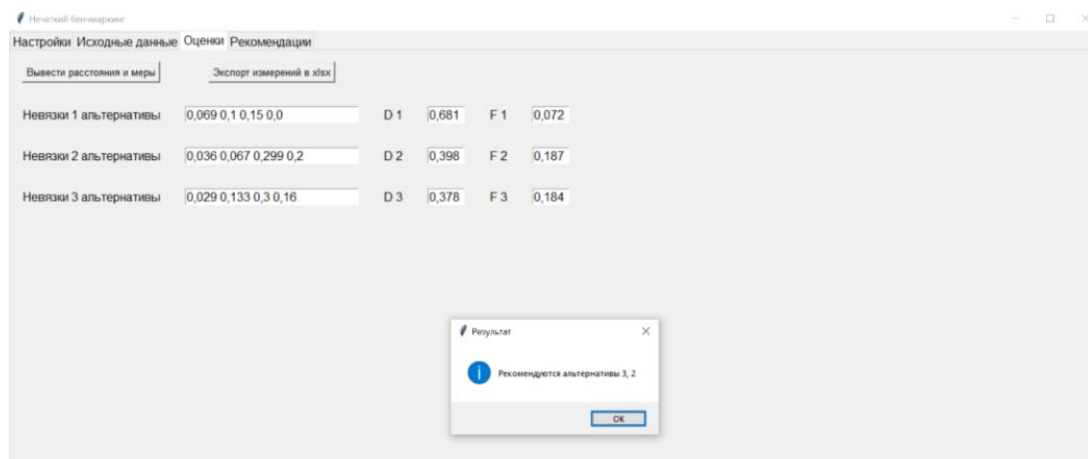 Нечеткий бенчмаркинг
Настройки Исходные данные Оценки Рекомендации
Вывести расстояния и меры Экспорт измерений в xlsx
Невязки 1 альтернативы 0,069 0,1 0,15 0,0 D 1 0,681 F 1 0,072
Невязки 2 альтернативы 0,036 0,067 0,299 0,2 D 2 0,398 F 2 0,187
Невязки 3 альтернативы 0,029 0,133 0,3 0,16 D 3 0,378 F 3 0,184
Результат
Рекомендуются альтернативы 3, 2
ОК